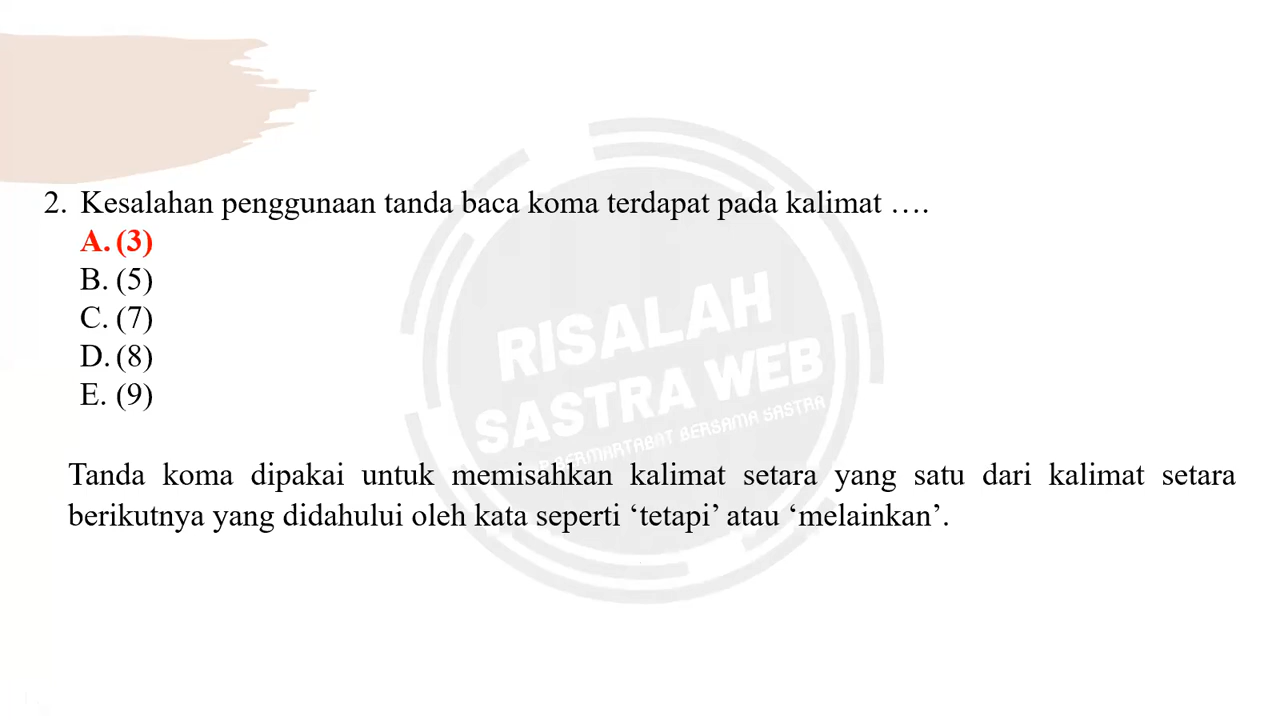 2. Kesalahan penggunaan tanda baca koma terdapat pada kalimat ….
A. (3)
B. (5)
C. (7)
D. (8)
E. (9)
RISALAH
SASTRA WEB
BERMARTABAT BERSAMA SASTRA
Tanda koma dipakai untuk memisahkan kalimat setara yang satu dari kalimat setara
berikutnya yang didahului oleh kata seperti ‘tetapi’ atau ‘melainkan’.